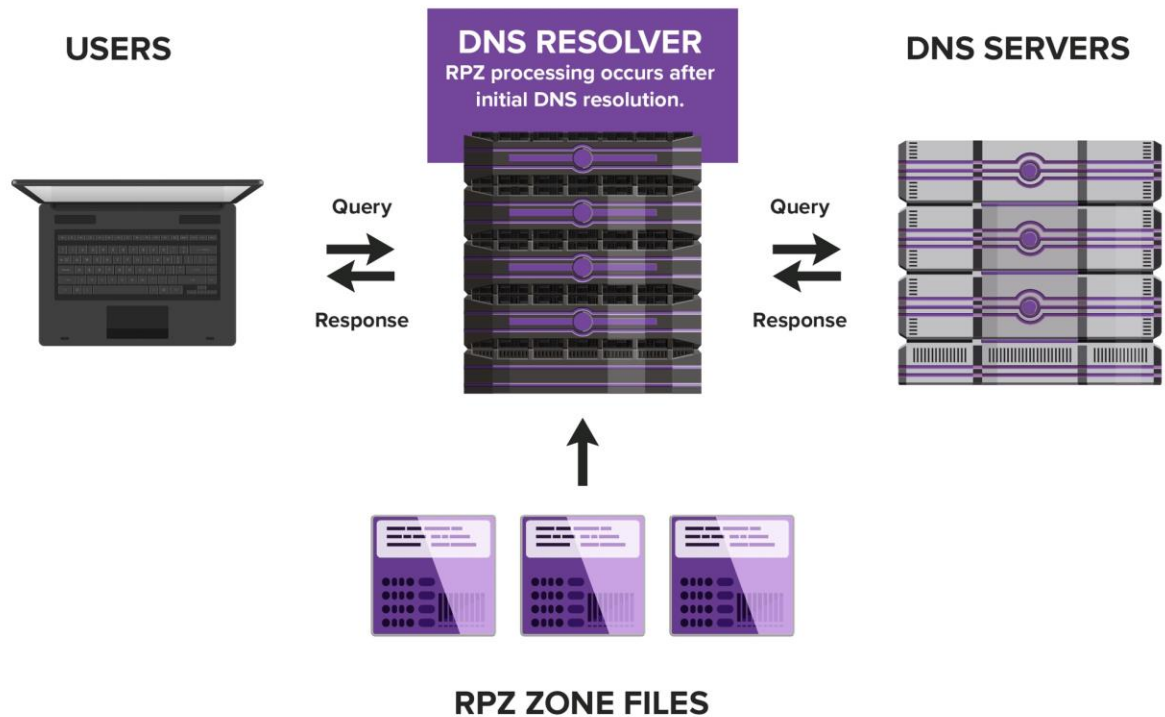 USERS
DNS RESOLVER
RPZ processing occurs after
initial DNS resolution.
DNS SERVERS
Query
Response
Query
Response
RPZ ZONE FILES